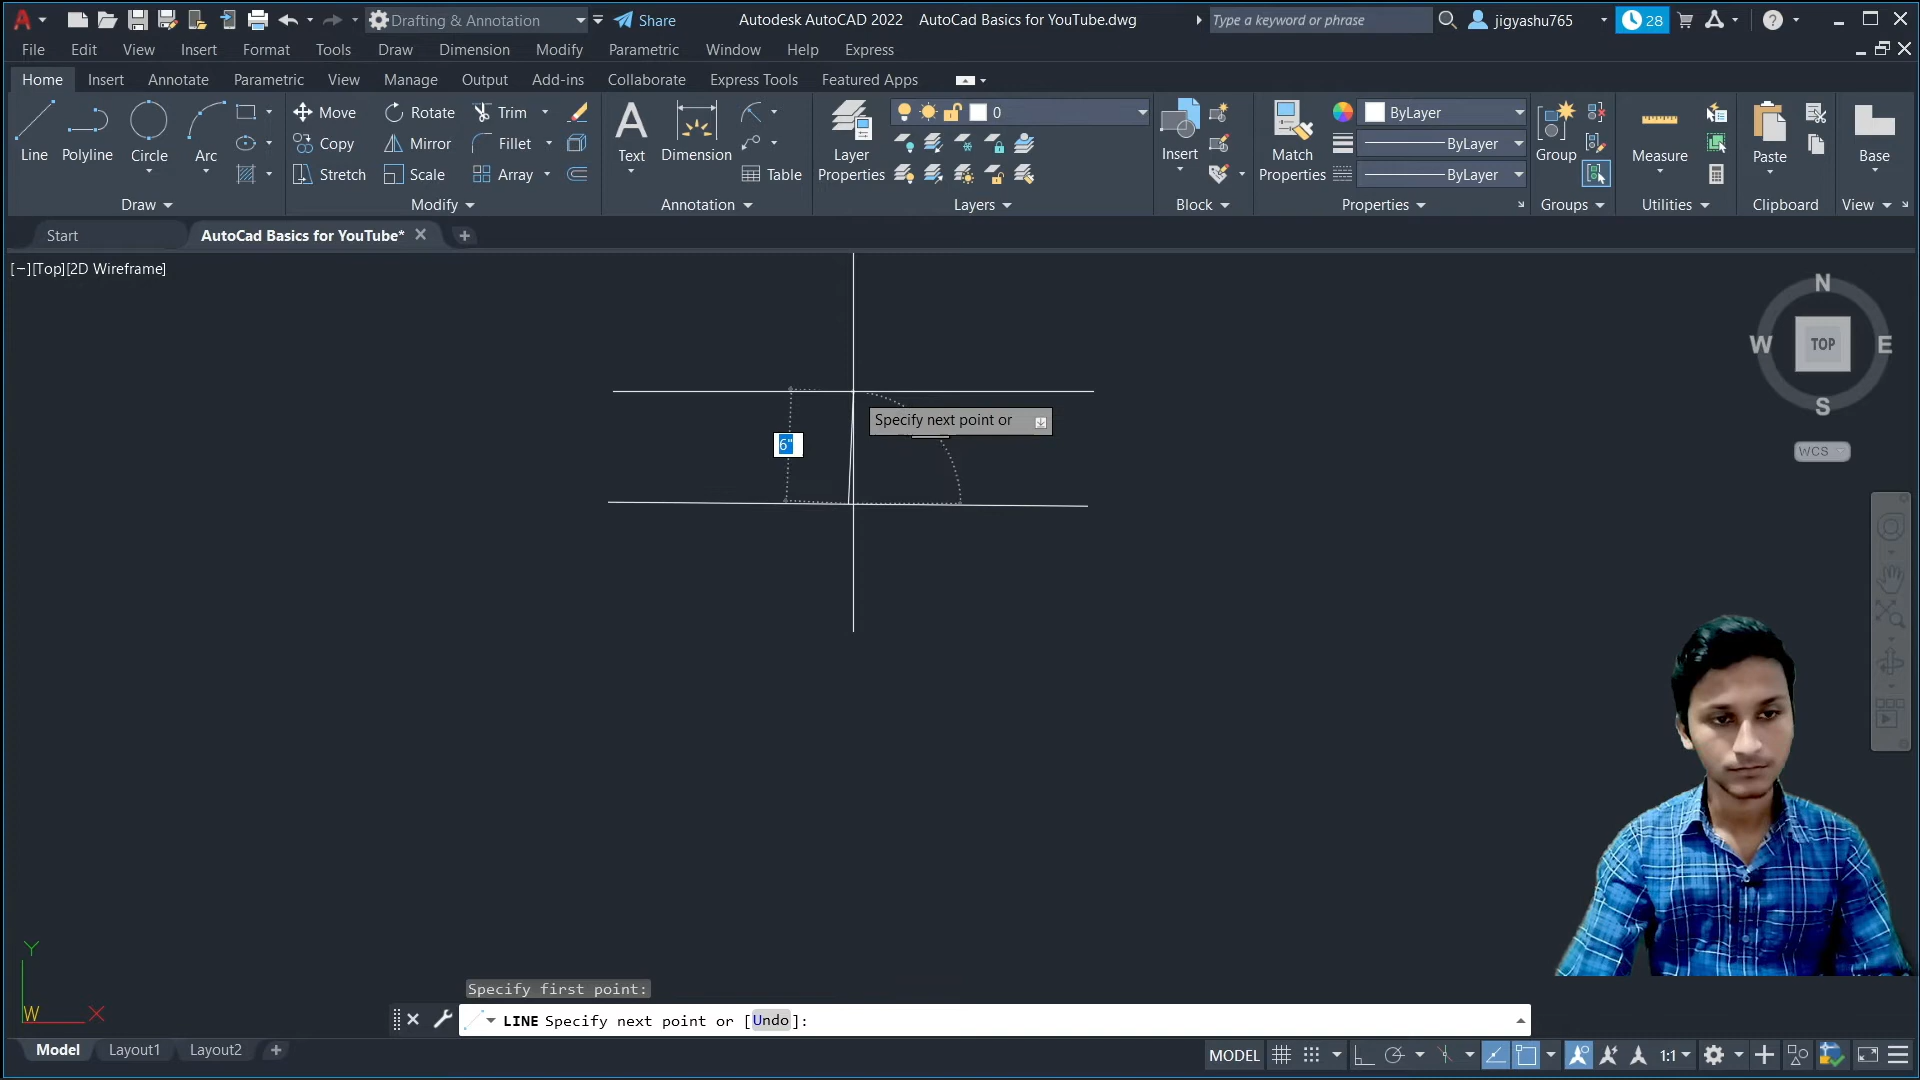 Drafting & Annotation
Share
Autodesk AutoCAD 2022 AutoCad Basics for YouTube.dwg
Type a keyword or phrase
jigyashu765
28
?
File Edit View Insert Format Tools Draw Dimension Modify Parametric Window Help Express
Home Insert Annotate Parametric View Manage Output Add-ins Collaborate Express Tools Featured Apps
Line Polyline Circle Arc
Move Rotate Trim
Copy Mirror Fillet
Stretch Scale Array
Text Dimension Table
Layer Properties
0
Insert
Match Properties
ByLayer
ByLayer
ByLayer
Group
Measure
Paste
Base
Draw Modify Annotation Layers Block Properties Groups Utilities Clipboard View
Start AutoCad Basics for YouTube*
[−][Top][2D Wireframe]
N
W TOP E
S
WCS
Specify next point or
6"
Y
W X
Specify first point:
LINE Specify next point or [Undo]:
Model Layout1 Layout2
MODEL 1:1